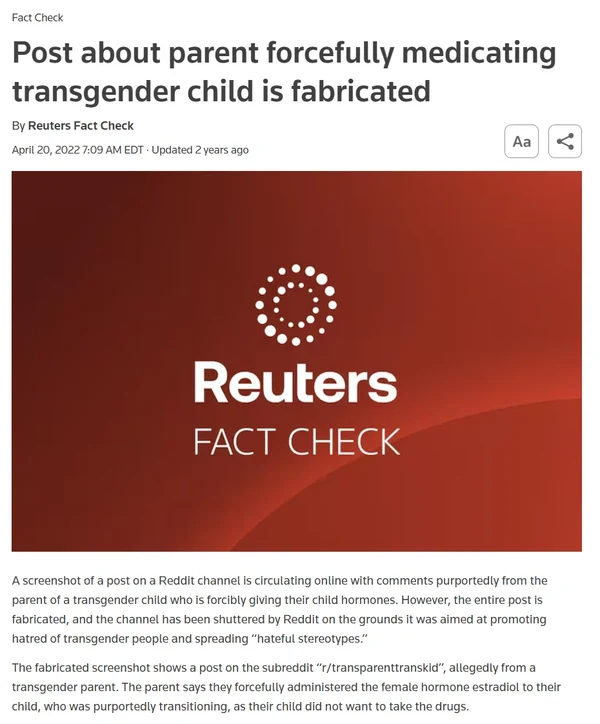 Fact Check
Post about parent forcefully medicating
transgender child is fabricated
By Reuters Fact Check
April 20, 2022 7:09 AM EDT · Updated 2 years ago
Aa
Reuters
FACT CHECK
A screenshot of a post on a Reddit channel is circulating online with comments purportedly from the
parent of a transgender child who is forcibly giving their child hormones. However, the entire post is
fabricated, and the channel has been shuttered by Reddit on the grounds it was aimed at promoting
hatred of transgender people and spreading “hateful stereotypes.”
The fabricated screenshot shows a post on the subreddit “r/transparenttranskid”, allegedly from a
transgender parent. The parent says they forcefully administered the female hormone estradiol to their
child, who was purportedly transitioning, as their child did not want to take the drugs.